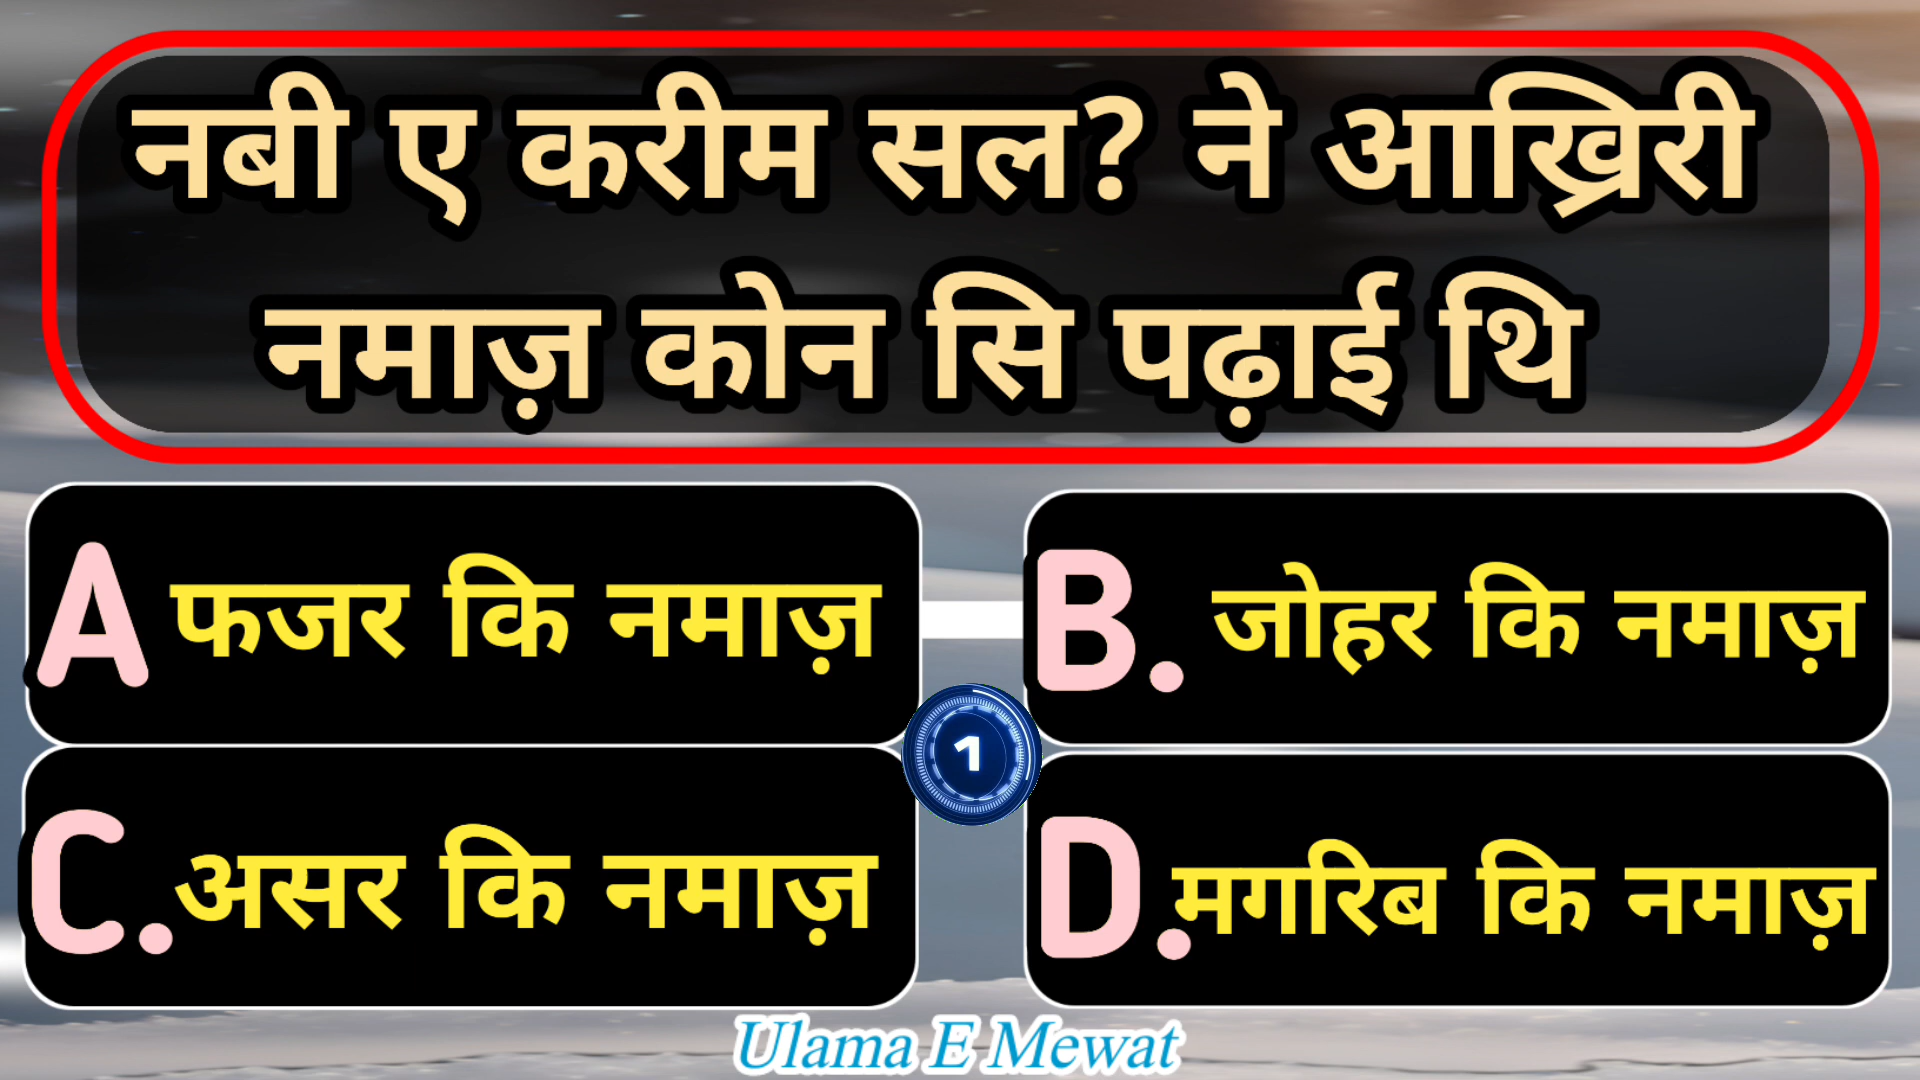 नबी ए करीम सल? ने आख़िरी
नमाज़ कोन सि पढ़ाई थि
A फजर कि नमाज़
B. जोहर कि नमाज़
1
C. असर कि नमाज़
D. मगरिब कि नमाज़
Ulama E Mewat